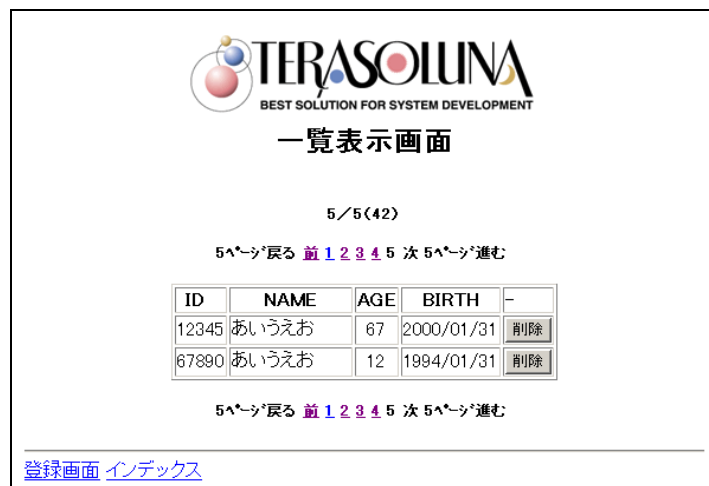 TERASOLUNA
BEST SOLUTION FOR SYSTEM DEVELOPMENT
一覧表示画面
5/5(42)
5ﾍﾟｰｼﾞ戻る 前 1 2 3 4 5 次 5ﾍﾟｰｼﾞ進む
ID NAME AGE BIRTH -
12345 あいうえお 67 2000/01/31 削除
67890 あいうえお 12 1994/01/31 削除
5ﾍﾟｰｼﾞ戻る 前 1 2 3 4 5 次 5ﾍﾟｰｼﾞ進む
登録画面 インデックス